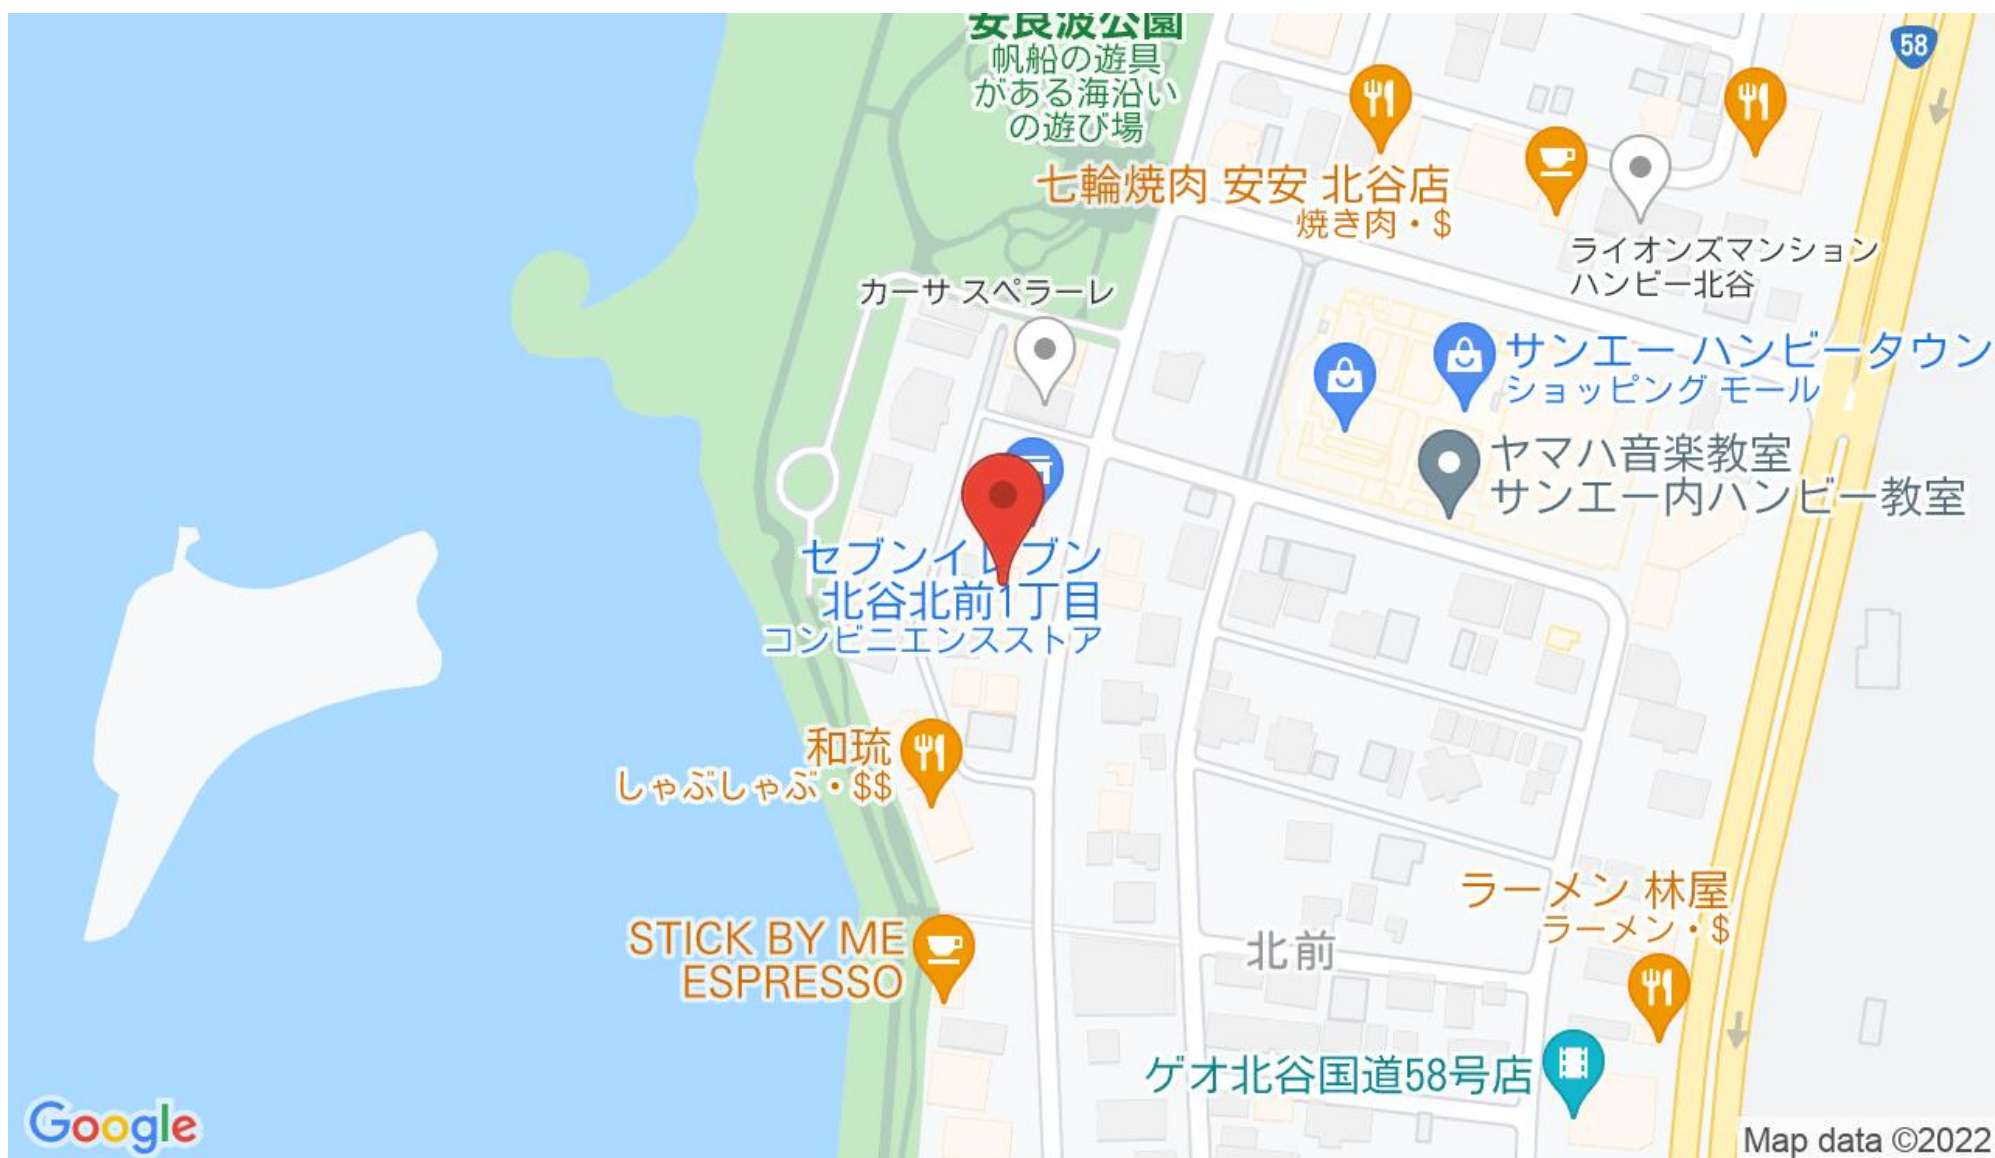 安良波公園
帆船の遊具
がある海沿い
の遊び場
58
七輪焼肉 安安 北谷店
焼き肉・$
ライオンズマンション
ハンビー北谷
カーサ スペラーレ
サンエー ハンビータウン
ショッピング モール
ヤマハ音楽教室
サンエー内ハンビー教室
セブンイレブン
北谷北前1丁目
コンビニエンスストア
和琉
しゃぶしゃぶ・$$
ラーメン 林屋
ラーメン・$
STICK BY ME
ESPRESSO
北前
ゲオ北谷国道58号店
Google
Map data ©2022